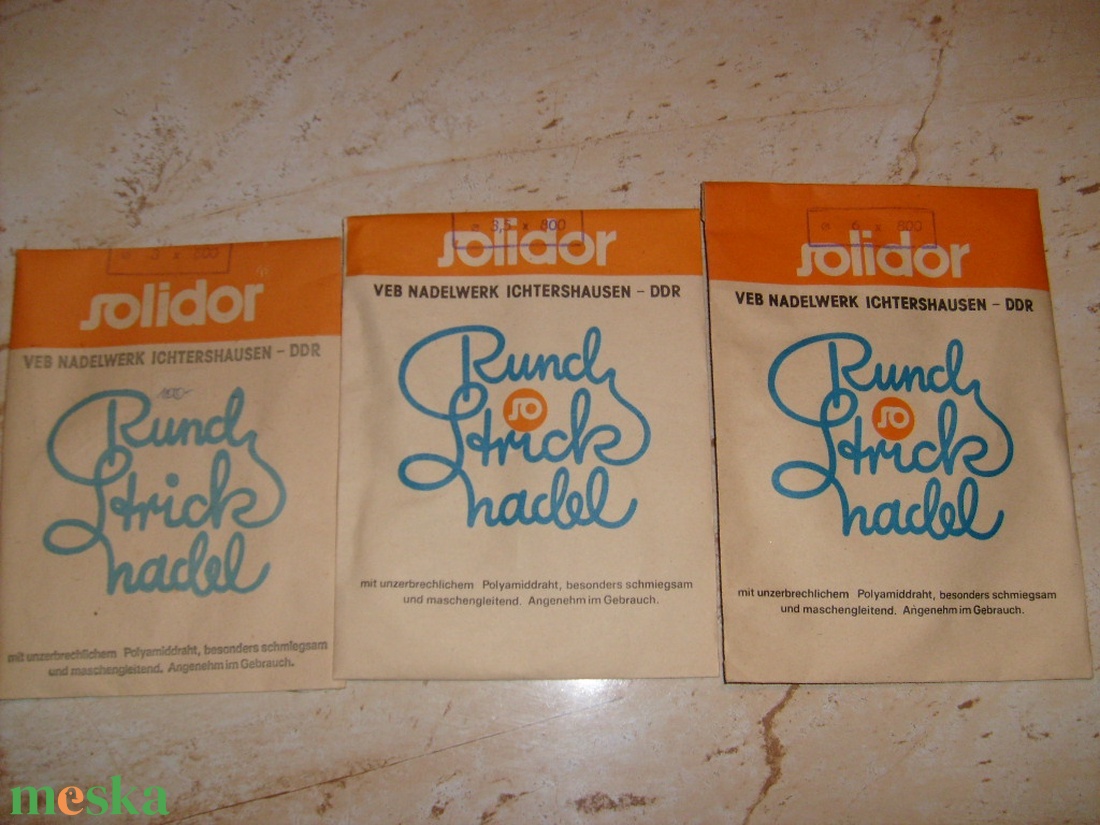 ø 3 x 800
solidor
VEB NADELWERK ICHTERSHAUSEN – DDR
Rund
Strick
nadel
mit unzerbrechlichem Polyamiddraht, besonders schmiegsam
und maschengleitend. Angenehm im Gebrauch.
ø 3,5 x 800
solidor
VEB NADELWERK ICHTERSHAUSEN – DDR
Rund
so
Strick
nadel
mit unzerbrechlichem Polyamiddraht, besonders schmiegsam
und maschengleitend. Angenehm im Gebrauch.
ø 6 x 800
solidor
VEB NADELWERK ICHTERSHAUSEN – DDR
Rund
so
Strick
nadel
mit unzerbrechlichem Polyamiddraht, besonders schmiegsam
und maschengleitend. Angenehm im Gebrauch.
meska